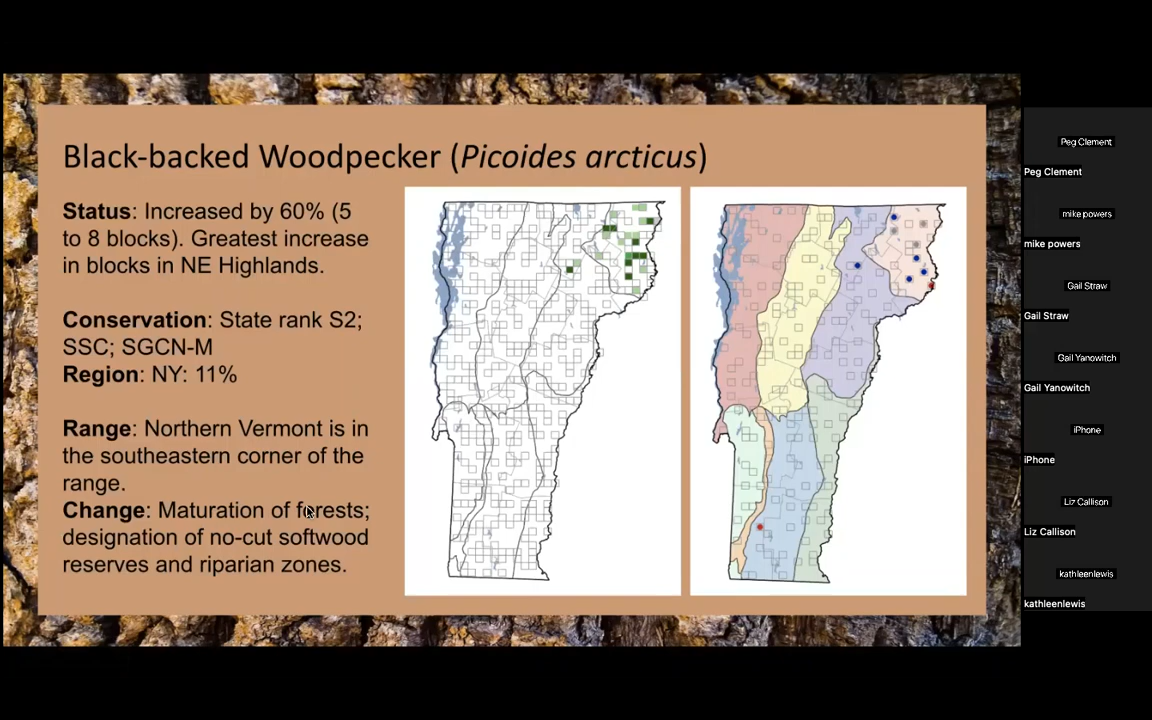 Black-backed Woodpecker (Picoides arcticus)
Status: Increased by 60% (5
to 8 blocks). Greatest increase
in blocks in NE Highlands.
Conservation: State rank S2;
SSC; SGCN-M
Region: NY: 11%
Range: Northern Vermont is in
the southeastern corner of the
range.
Change: Maturation of forests;
designation of no-cut softwood
reserves and riparian zones.
Peg Clement
Peg Clement
mike powers
mike powers
Gail Straw
Gail Straw
Gail Yanowitch
Gail Yanowitch
iPhone
iPhone
Liz Callison
Liz Callison
kathleenlewis
kathleenlewis